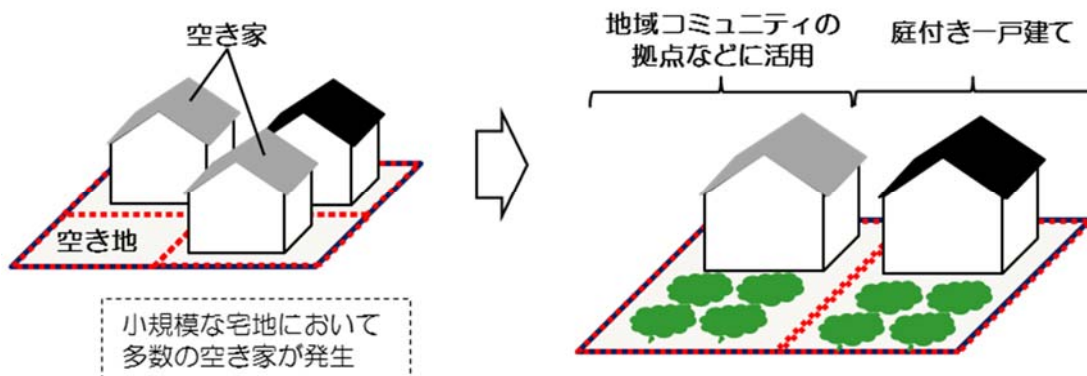 空き家
空き地
小規模な宅地において
多数の空き家が発生
地域コミュニティの
拠点などに活用
庭付き一戸建て